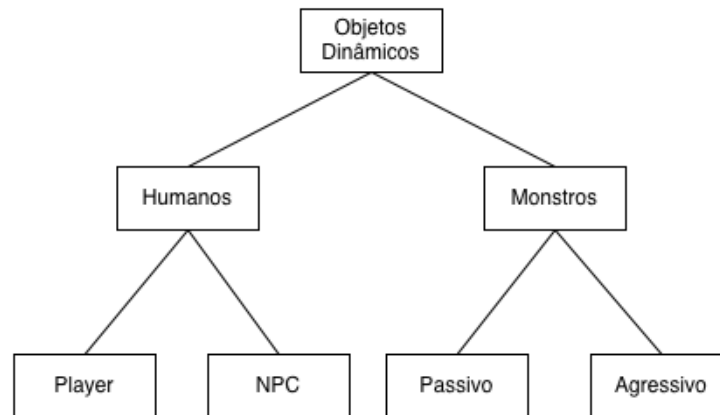 Objetos
Dinâmicos
Humanos
Monstros
Player
NPC
Passivo
Agressivo